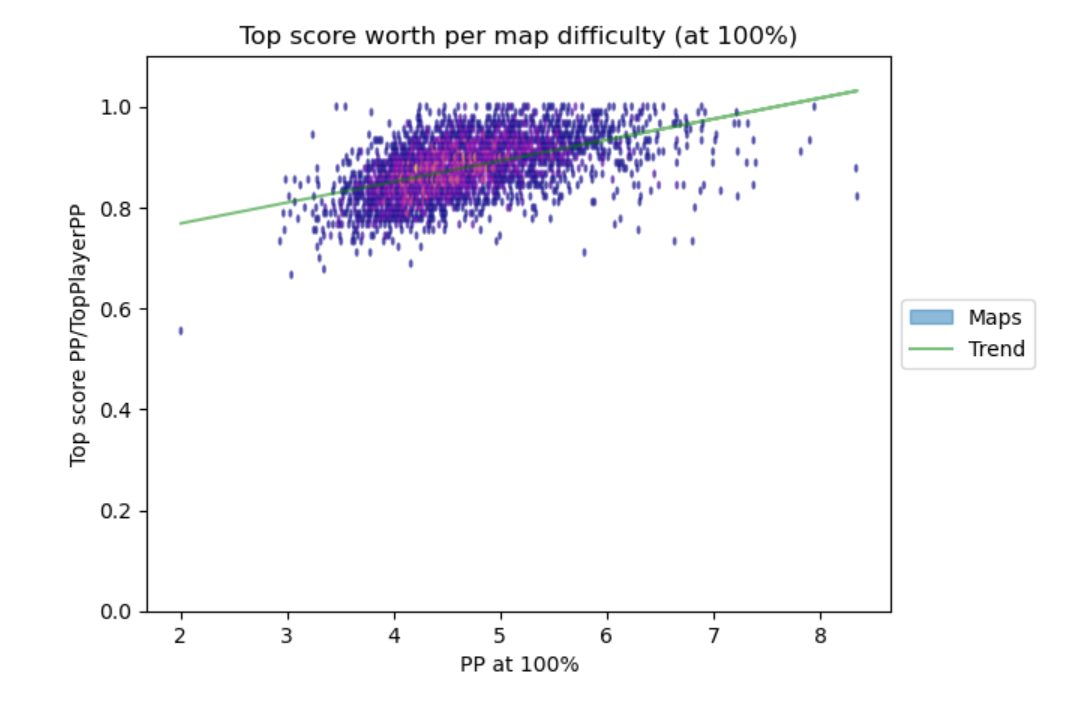 Top score worth per map difficulty (at 100%)
Top score PP/TopPlayerPP
1.0
0.8
0.6
0.4
0.2
0.0
2 3 4 5 6 7 8
PP at 100%
Maps
Trend